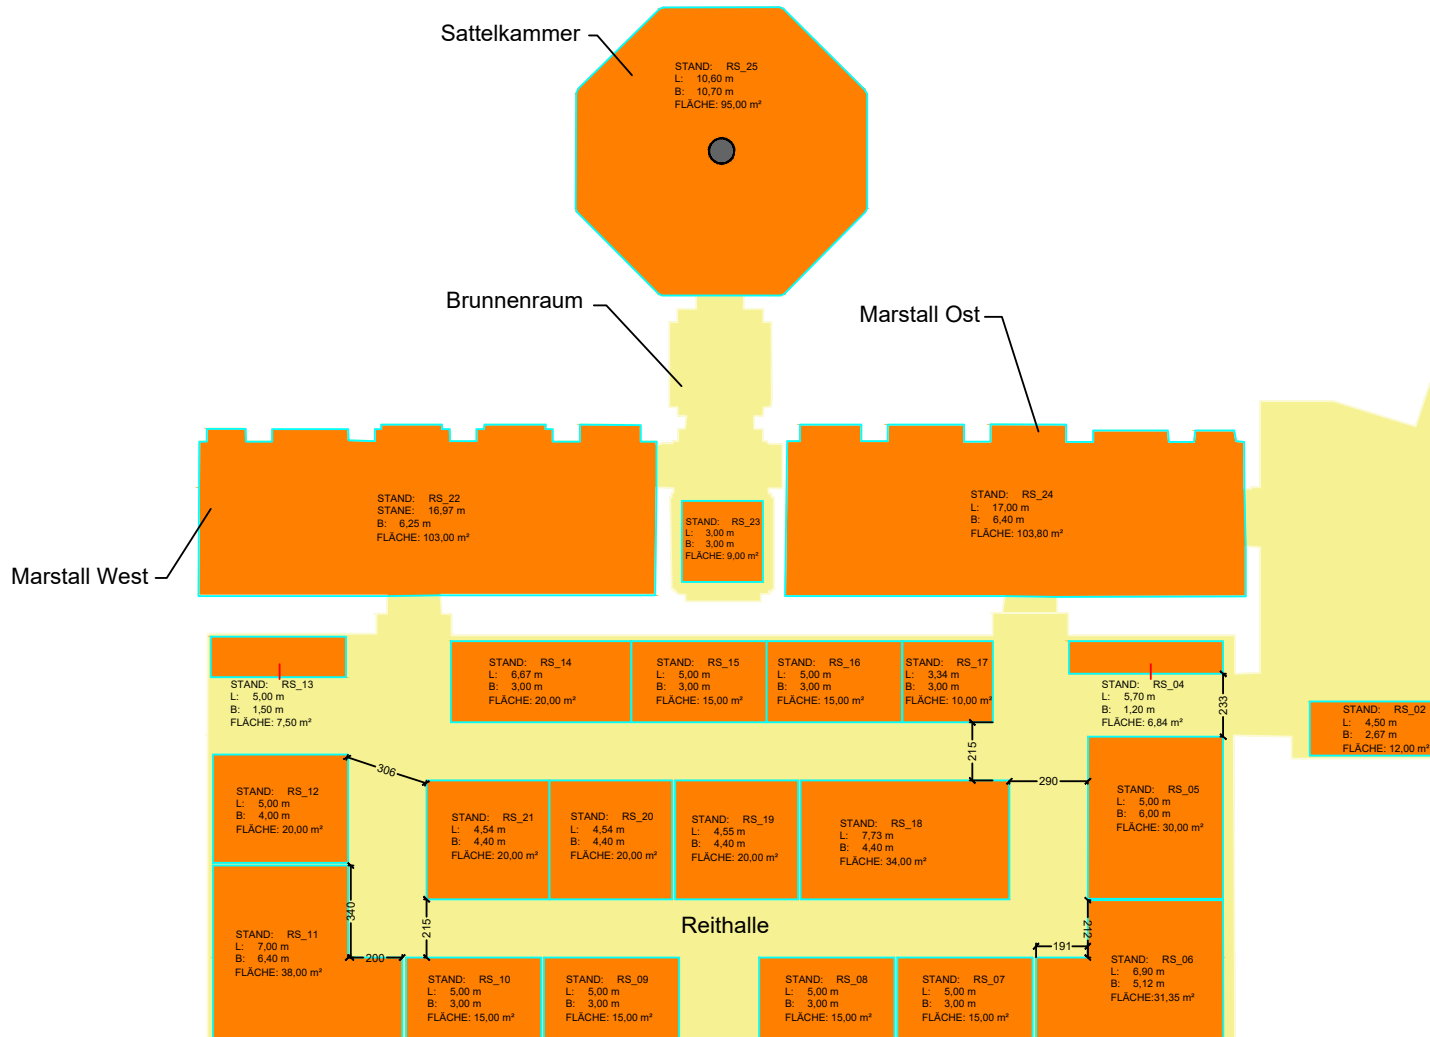 Sattelkammer
STAND: RS_25
L: 10,60 m
B: 10,70 m
FLÄCHE: 95,00 m²
Brunnenraum
Marstall Ost
STAND: RS_22
STANE: 16,97 m
B: 6,25 m
FLÄCHE: 103,00 m²
STAND: RS_23
L: 3,00 m
B: 3,00 m
FLÄCHE: 9,00 m²
STAND: RS_24
L: 17,00 m
B: 6,40 m
FLÄCHE: 103,80 m²
Marstall West
STAND: RS_13
L: 5,00 m
B: 1,50 m
FLÄCHE: 7,50 m²
STAND: RS_14
L: 6,67 m
B: 3,00 m
FLÄCHE: 20,00 m²
STAND: RS_15
L: 5,00 m
B: 3,00 m
FLÄCHE: 15,00 m²
STAND: RS_16
L: 5,00 m
B: 3,00 m
FLÄCHE: 15,00 m²
STAND: RS_17
L: 3,34 m
B: 3,00 m
FLÄCHE: 10,00 m²
STAND: RS_04
L: 5,70 m
B: 1,20 m
FLÄCHE: 6,84 m²
233
STAND: RS_02
L: 4,50 m
B: 2,67 m
FLÄCHE: 12,00 m²
306
215
290
STAND: RS_12
L: 5,00 m
B: 4,00 m
FLÄCHE: 20,00 m²
STAND: RS_21
L: 4,54 m
B: 4,40 m
FLÄCHE: 20,00 m²
STAND: RS_20
L: 4,54 m
B: 4,40 m
FLÄCHE: 20,00 m²
STAND: RS_19
L: 4,55 m
B: 4,40 m
FLÄCHE: 20,00 m²
STAND: RS_18
L: 7,73 m
B: 4,40 m
FLÄCHE: 34,00 m²
STAND: RS_05
L: 5,00 m
B: 6,00 m
FLÄCHE: 30,00 m²
340
215
Reithalle
212
191
200
STAND: RS_11
L: 7,00 m
B: 6,40 m
FLÄCHE: 38,00 m²
STAND: RS_10
L: 5,00 m
B: 3,00 m
FLÄCHE: 15,00 m²
STAND: RS_09
L: 5,00 m
B: 3,00 m
FLÄCHE: 15,00 m²
STAND: RS_08
L: 5,00 m
B: 3,00 m
FLÄCHE: 15,00 m²
STAND: RS_07
L: 5,00 m
B: 3,00 m
FLÄCHE: 15,00 m²
STAND: RS_06
L: 6,90 m
B: 5,12 m
FLÄCHE:31,35 m²